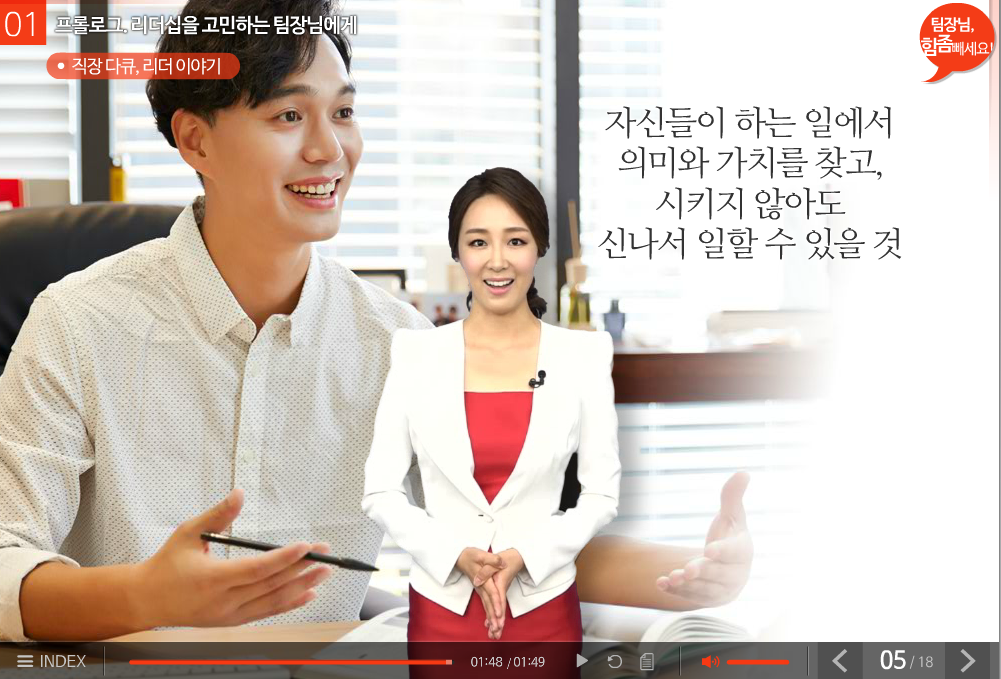 01 프롤로그. 리더십을 고민하는 팀장님에게
• 직장 다큐, 리더 이야기
팀장님,
힘좀빼세요!
자신들이 하는 일에서
의미와 가치를 찾고,
시키지 않아도
신나서 일할 수 있을 것
INDEX
01:48 / 01:49
05 / 18